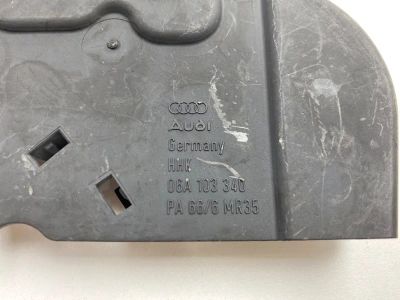 Audi
Germany
HHK
06A 103 340
PA 66/6 MR35